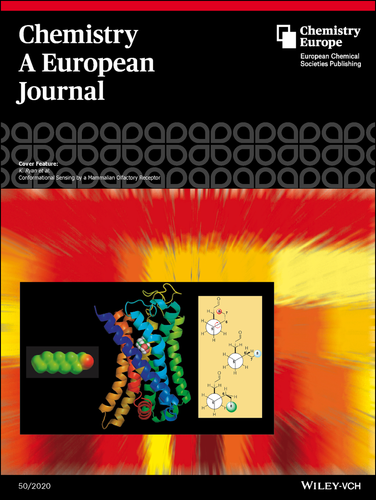 Chemistry
A European
Journal
Chemistry
Europe
European Chemical
Societies Publishing
Cover Feature:
K. Ryan et al.
Conformational Sensing by a Mammalian Olfactory Receptor
50/2020
WILEY-VCH